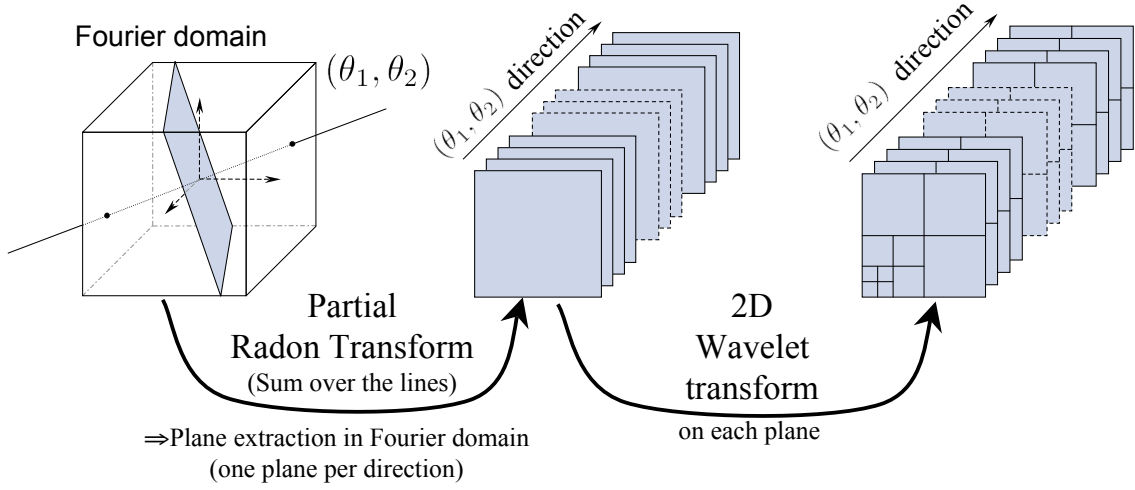 Fourier domain
(θ₁, θ₂)
(θ₁, θ₂) direction
(θ₁, θ₂) direction
Partial
Radon Transform
(Sum over the lines)
⇒Plane extraction in Fourier domain
(one plane per direction)
2D
Wavelet
transform
on each plane